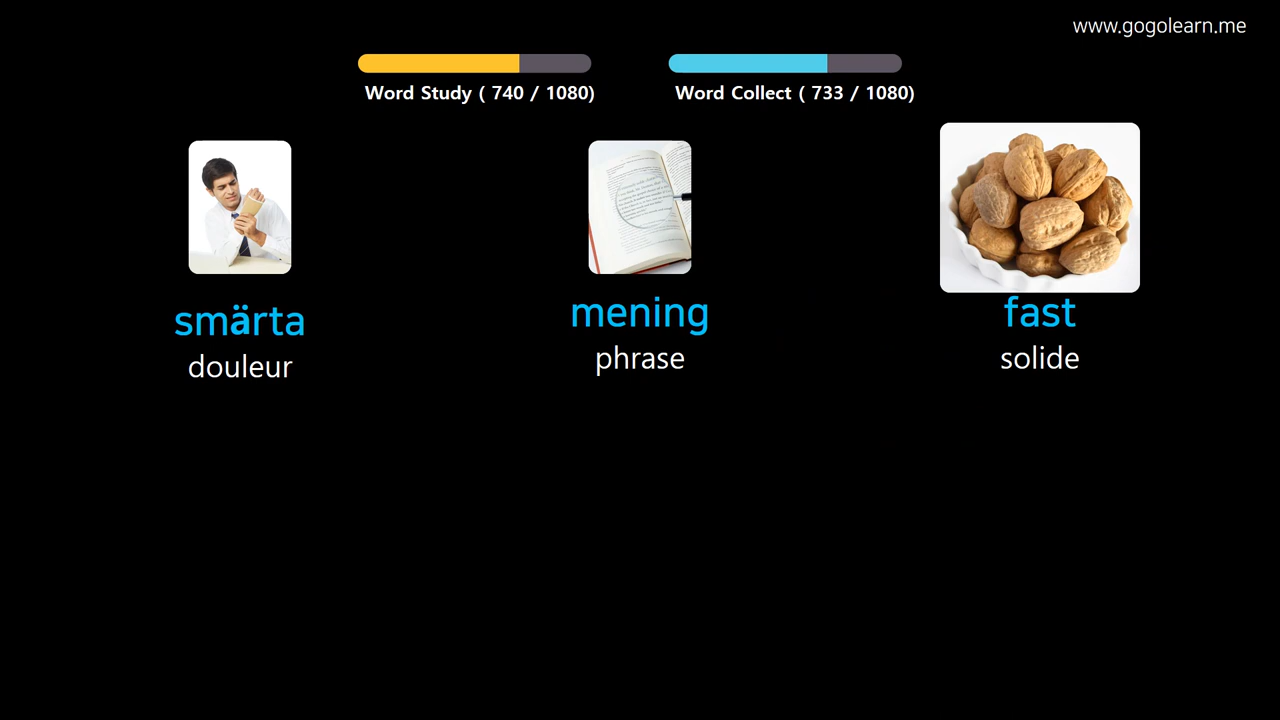 www.gogolearn.me
Word Study ( 740 / 1080)
Word Collect ( 733 / 1080)
smärta
douleur
mening
phrase
fast
solide